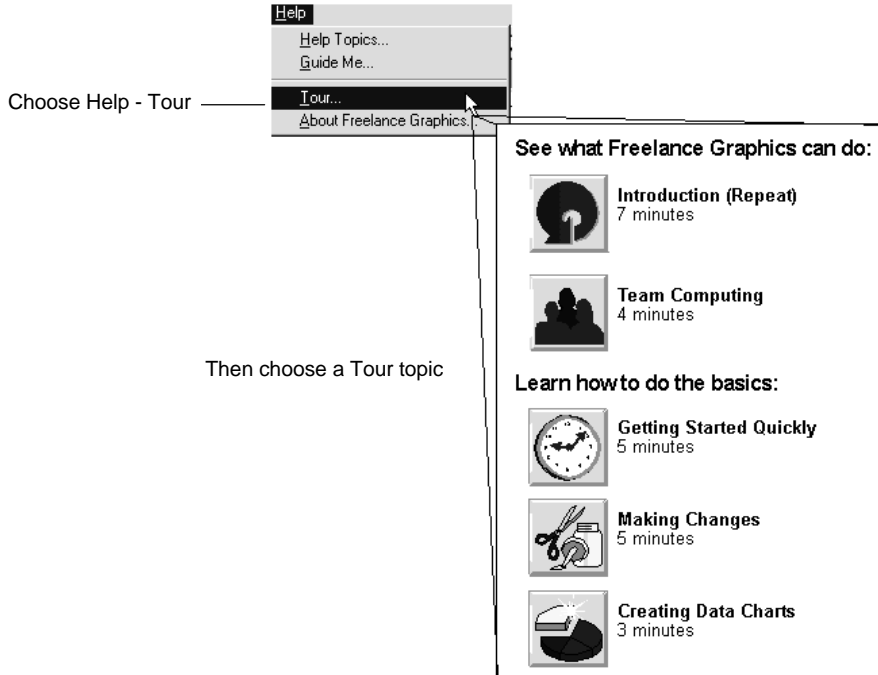 Help
Help Topics...
Guide Me...
Choose Help - Tour
Tour...
About Freelance Graphics...
See what Freelance Graphics can do:
Introduction (Repeat)
7 minutes
Team Computing
4 minutes
Then choose a Tour topic
Learn how to do the basics:
Getting Started Quickly
5 minutes
Making Changes
5 minutes
Creating Data Charts
3 minutes